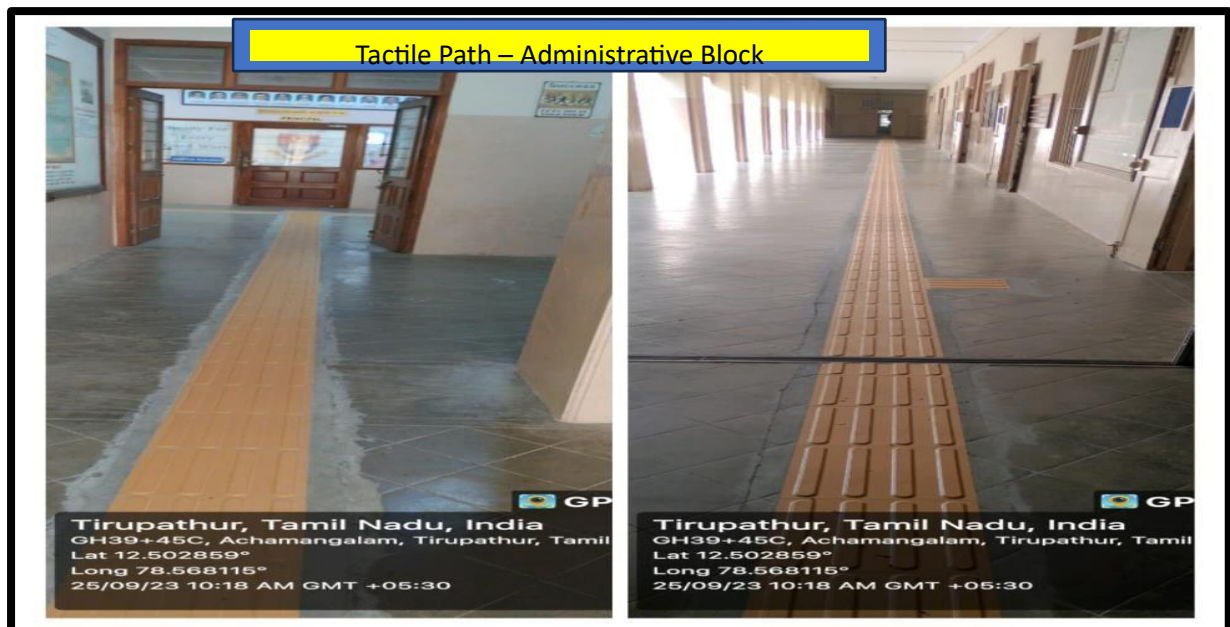 Tactile Path – Administrative Block
Success
PRINCIPAL
GP
Tirupathur, Tamil Nadu, India
GH39+45C, Achamangalam, Tirupathur, Tamil
Lat 12.502859°
Long 78.568115°
25/09/23 10:18 AM GMT +05:30
GP
Tirupathur, Tamil Nadu, India
GH39+45C, Achamangalam, Tirupathur, Tamil
Lat 12.502859°
Long 78.568115°
25/09/23 10:18 AM GMT +05:30